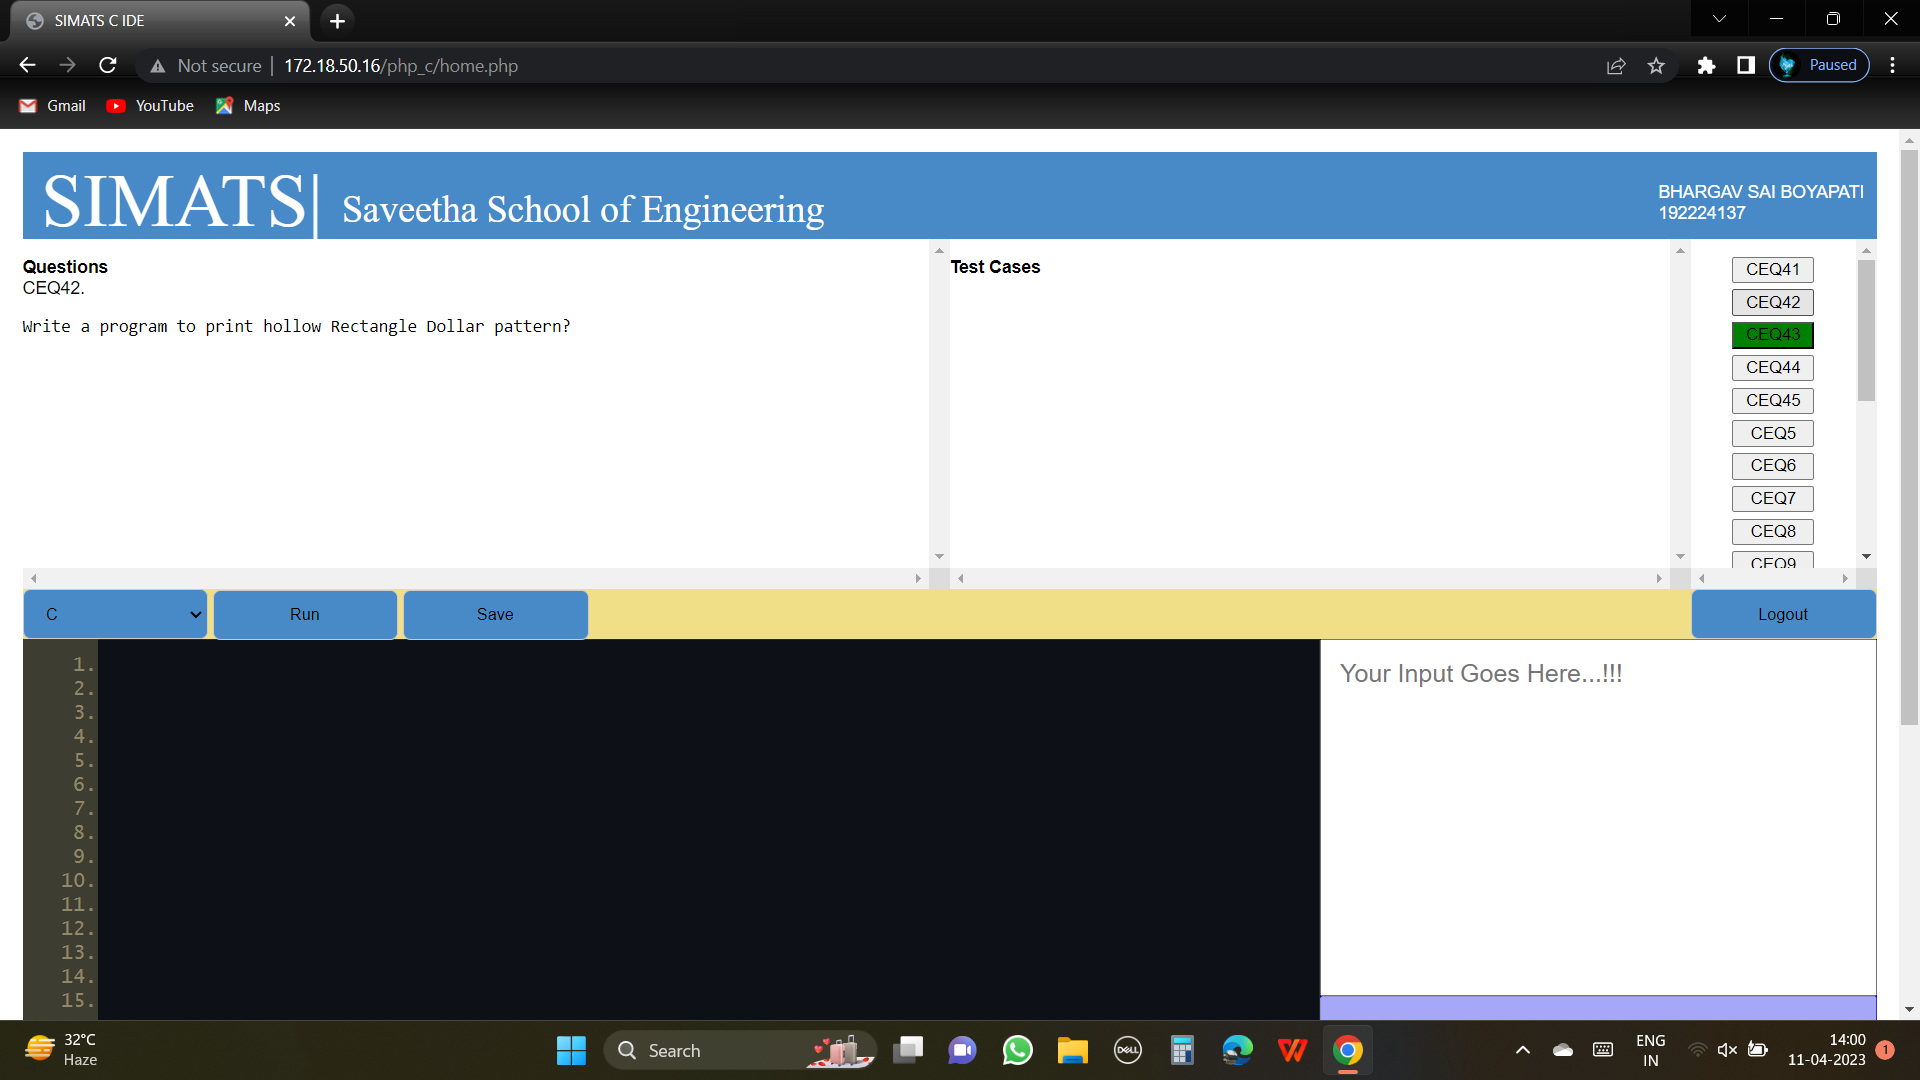 SIMATS C IDE
Not secure
172.18.50.16/php_c/home.php
Paused
Gmail
YouTube
Maps
SIMATS| Saveetha School of Engineering
BHARGAV SAI BOYAPATI
192224137
Questions
CEQ42.
Write a program to print hollow Rectangle Dollar pattern?
Test Cases
CEQ41
CEQ42
CEQ43
CEQ44
CEQ45
CEQ5
CEQ6
CEQ7
CEQ8
CEQ9
C
Run
Save
Logout
1.
2.
3.
4.
5.
6.
7.
8.
9.
10.
11.
12.
13.
14.
15.
Your Input Goes Here...!!!
32°C
Haze
Search
DELL
ENG
IN
14:00
11-04-2023
1